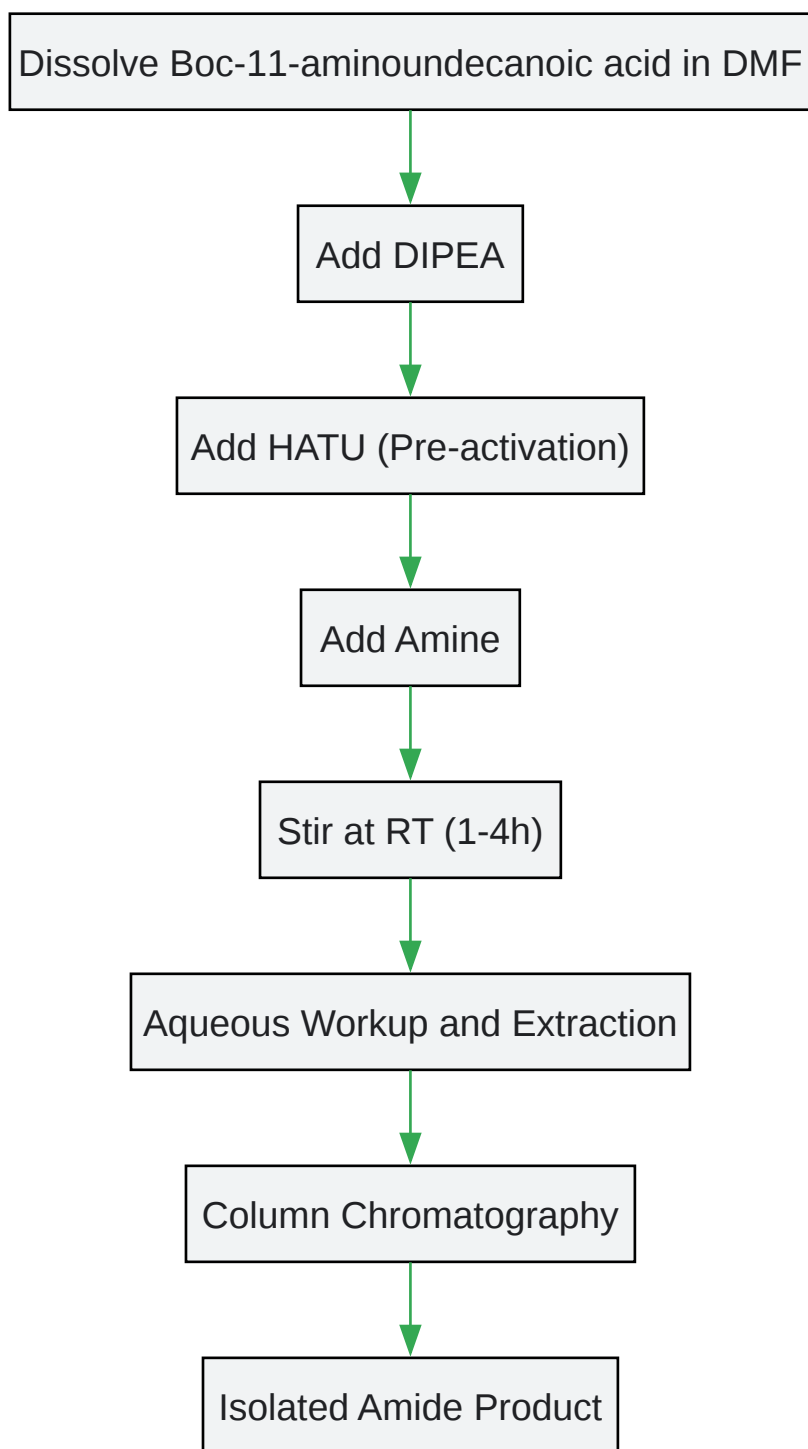 Dissolve Boc-11-aminoundecanoic acid in DMF
Add DIPEA
Add HATU (Pre-activation)
Add Amine
Stir at RT (1-4h)
Aqueous Workup and Extraction
Column Chromatography
Isolated Amide Product